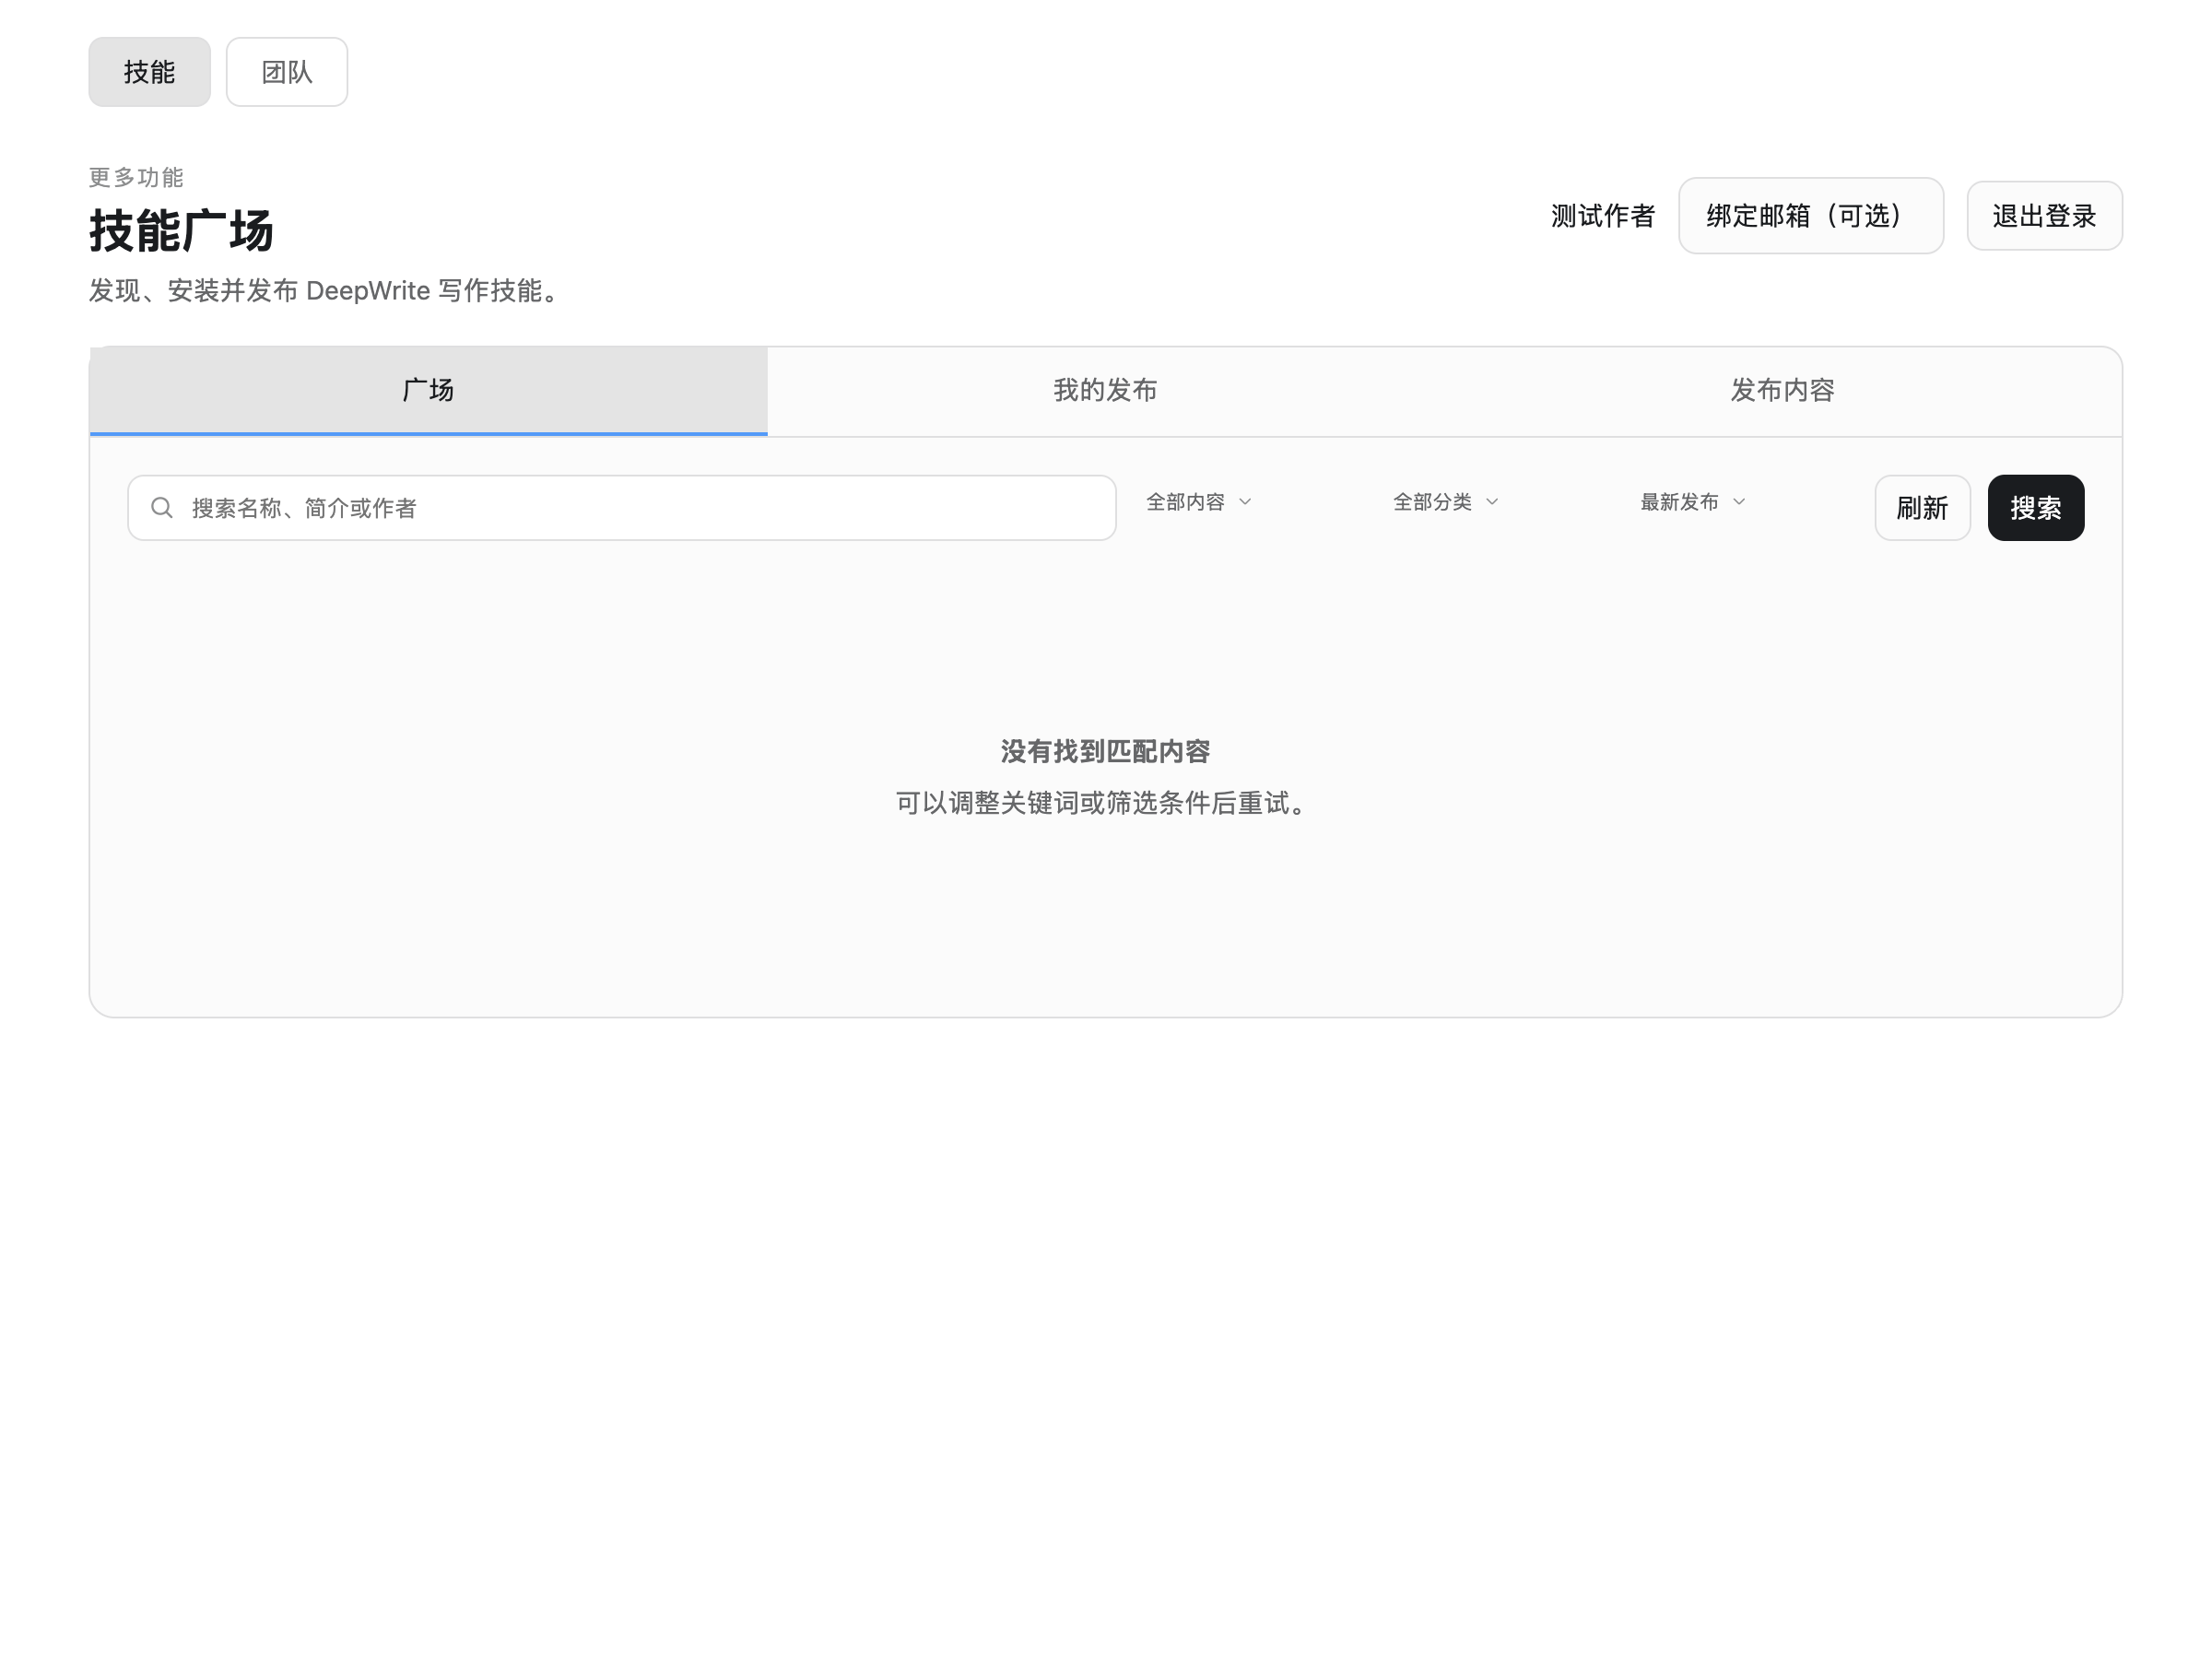 技能 团队
更多功能
技能广场
测试作者 绑定邮箱（可选） 退出登录
发现、安装并发布 DeepWrite 写作技能。
广场 我的发布 发布内容
搜索名称、简介或作者 全部内容 全部分类 最新发布 刷新 搜索
没有找到匹配内容
可以调整关键词或筛选条件后重试。